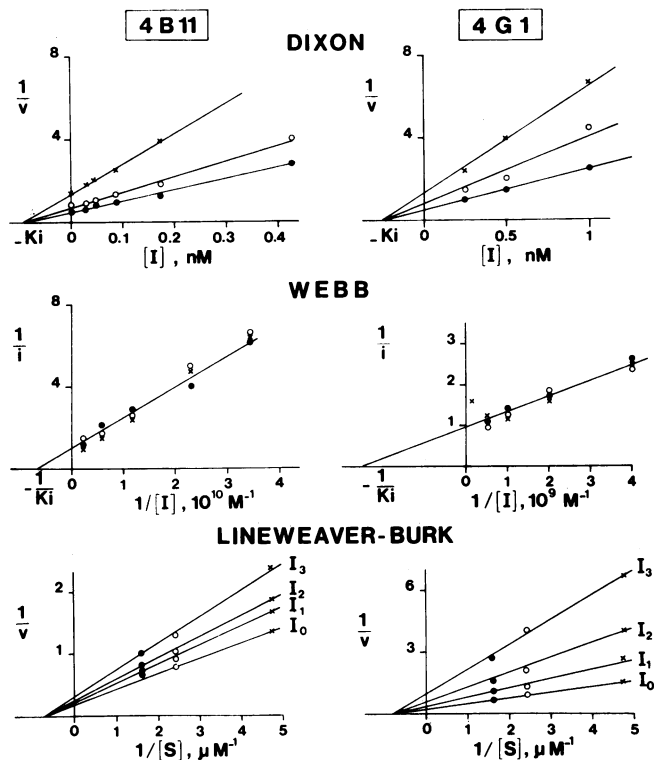 4B11
4G1
DIXON
1/v
8
4
-Ki
0
0.1
0.2
0.3
0.4
[I], nM
1/v
8
4
-Ki
0
0.5
1
[I], nM
WEBB
1/i
8
4
-1/Ki
0
1
2
3
4
1/[I], 10¹⁰ M⁻¹
1/i
3
2
1
-1/Ki
0
1
2
3
4
1/[I], 10⁹ M⁻¹
LINEWEAVER-BURK
1/v
2
1
I₃
I₂
I₁
I₀
0
1
2
3
4
5
1/[S], μM⁻¹
1/v
6
3
I₃
I₂
I₁
I₀
0
1
2
3
4
5
1/[S], μM⁻¹